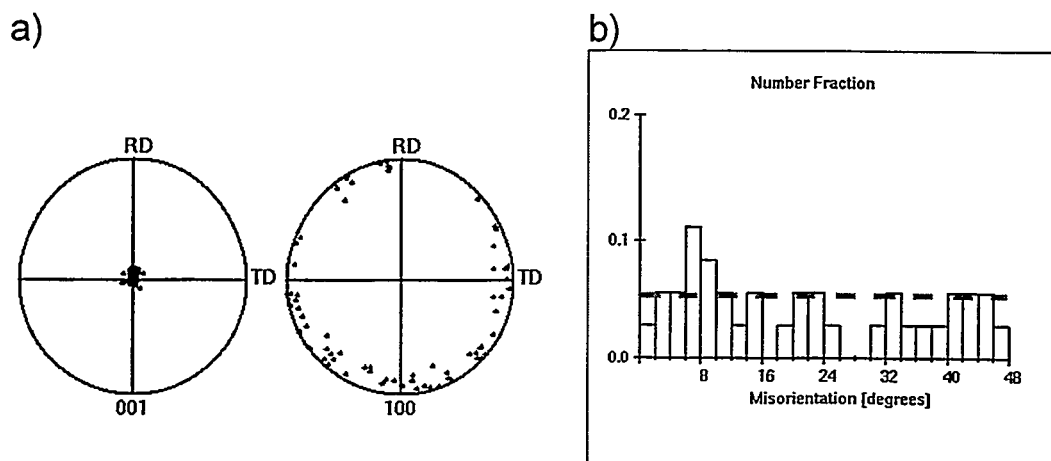 a)
RD
TD
001
RD
TD
100
b)
Number Fraction
0.2
0.1
0.0
8 16 24 32 40 48
Misorientation [degrees]